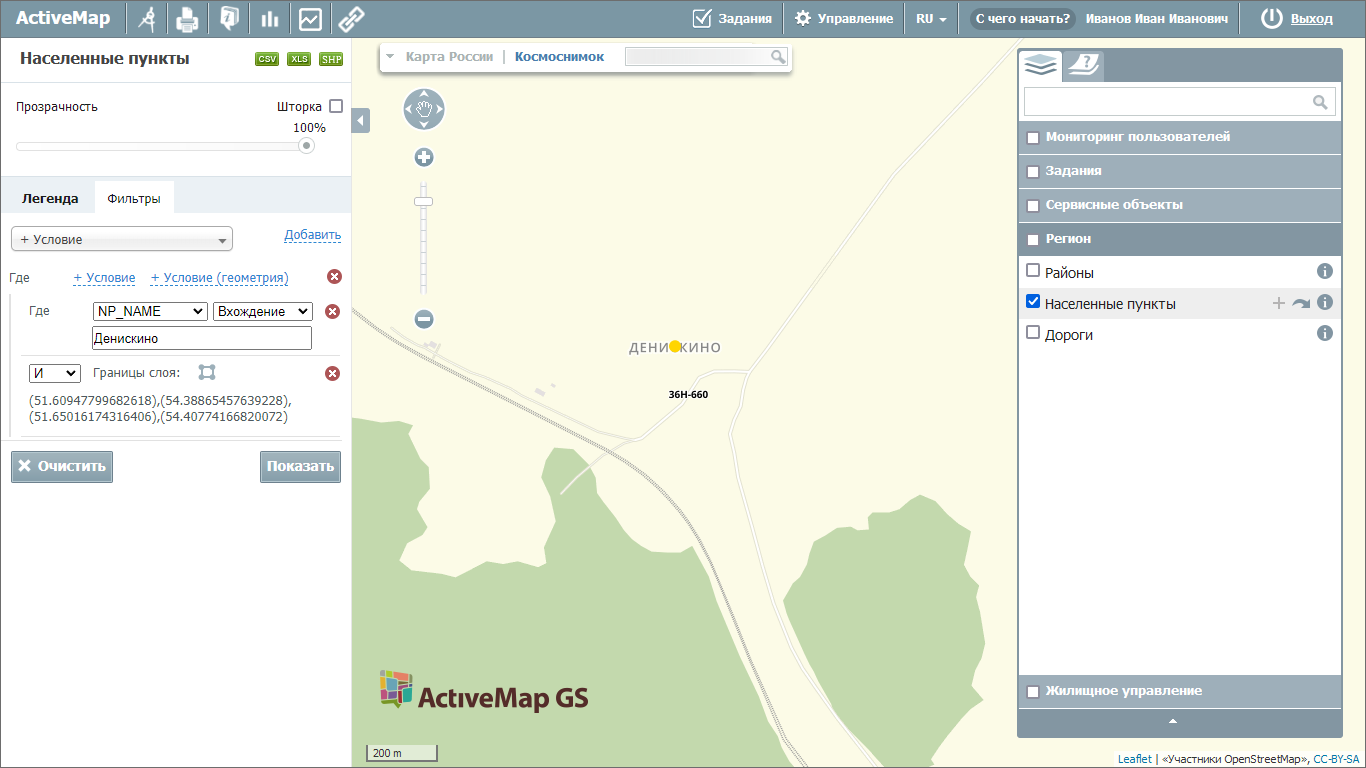 ActiveMap
Задания
Управление
RU
С чего начать?
Иванов Иван Иванович
Выход
Населенные пункты
CSV
XLS
SHP
Прозрачность
Шторка
100%
Легенда
Фильтры
+ Условие
Добавить
Где
+ Условие
+ Условие (геометрия)
Где
NP_NAME
Вхождение
Денискино
И
Границы слоя:
(51.60947799682618),(54.38865457639228),
(51.65016174316406),(54.40774166820072)
Очистить
Показать
Карта России | Космоснимок
ДЕНИ КИНО
36Н-660
ActiveMap GS
200 m
Мониторинг пользователей
Задания
Сервисные объекты
Регион
Районы
Населенные пункты
Дороги
Жилищное управление
Leaflet | «Участники OpenStreetMap», CC-BY-SA